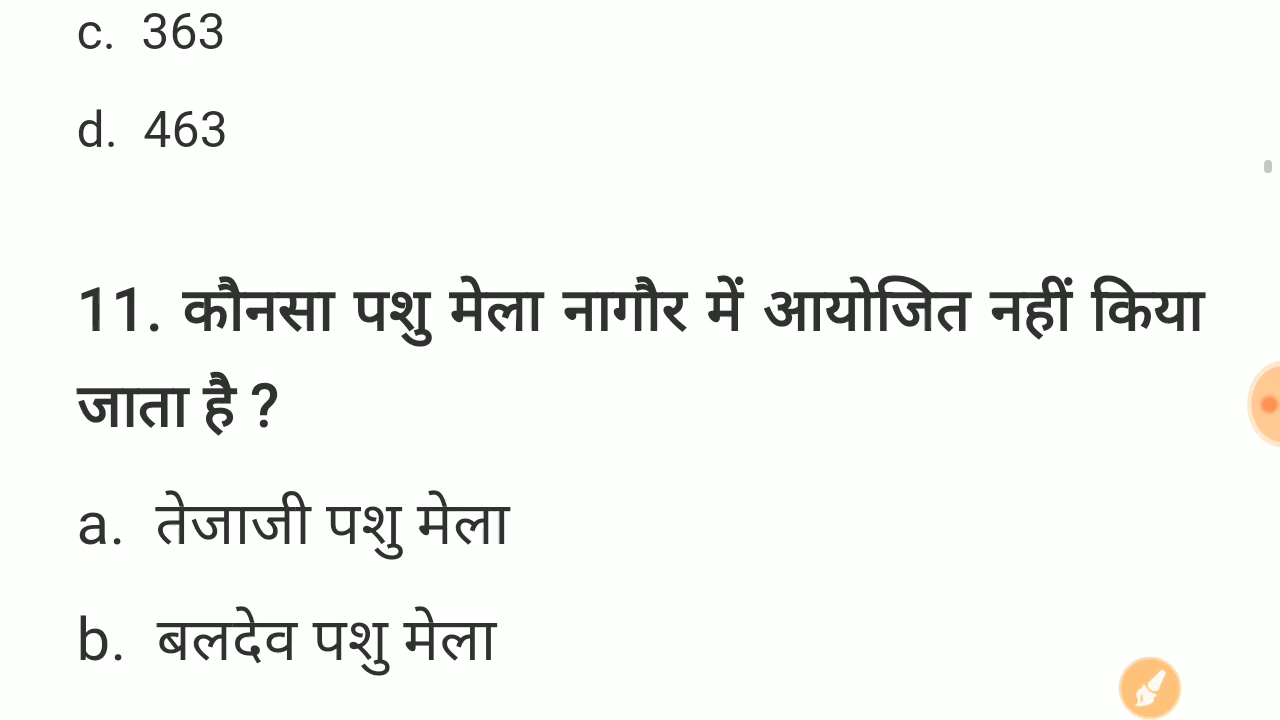 c. 363
d. 463
11. कौनसा पशु मेला नागौर में आयोजित नहीं किया
जाता है ?
a. तेजाजी पशु मेला
b. बलदेव पशु मेला